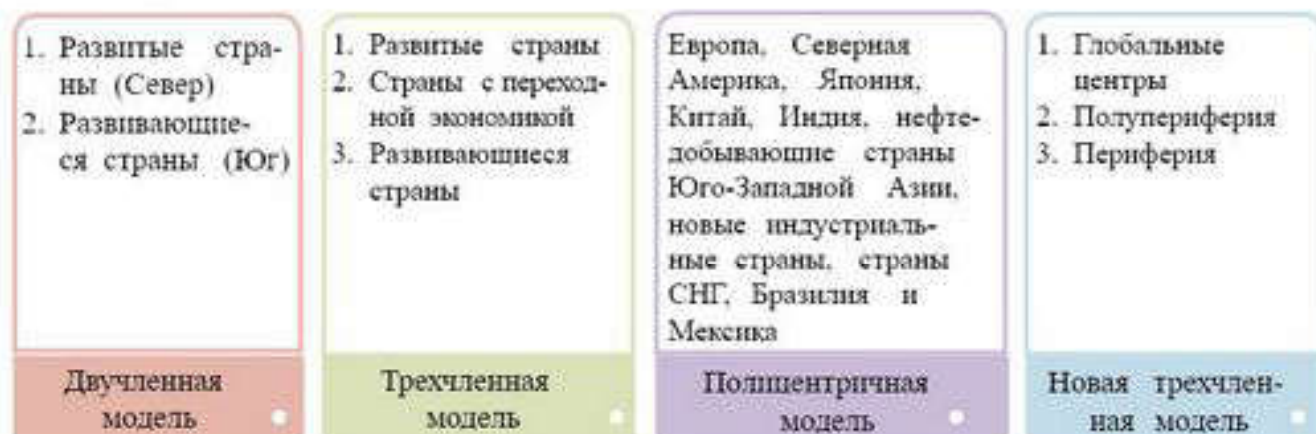 1. Развитые стра-
ны (Север)
2. Развивающие-
ся страны (Юг)
Двучленная
модель
1. Развитые страны
2. Страны с переход-
ной экономикой
3. Развивающиеся
страны
Трехчленная
модель
Европа, Северная
Америка, Япония,
Китай, Индия, нефте-
добывающие страны
Юго-Западной Азии,
новые индустриаль-
ные страны, страны
СНГ, Бразилия и
Мексика
Полицентричная
модель
1. Глобальные
центры
2. Полупериферия
3. Периферия
Новая трехчлен-
ная модель